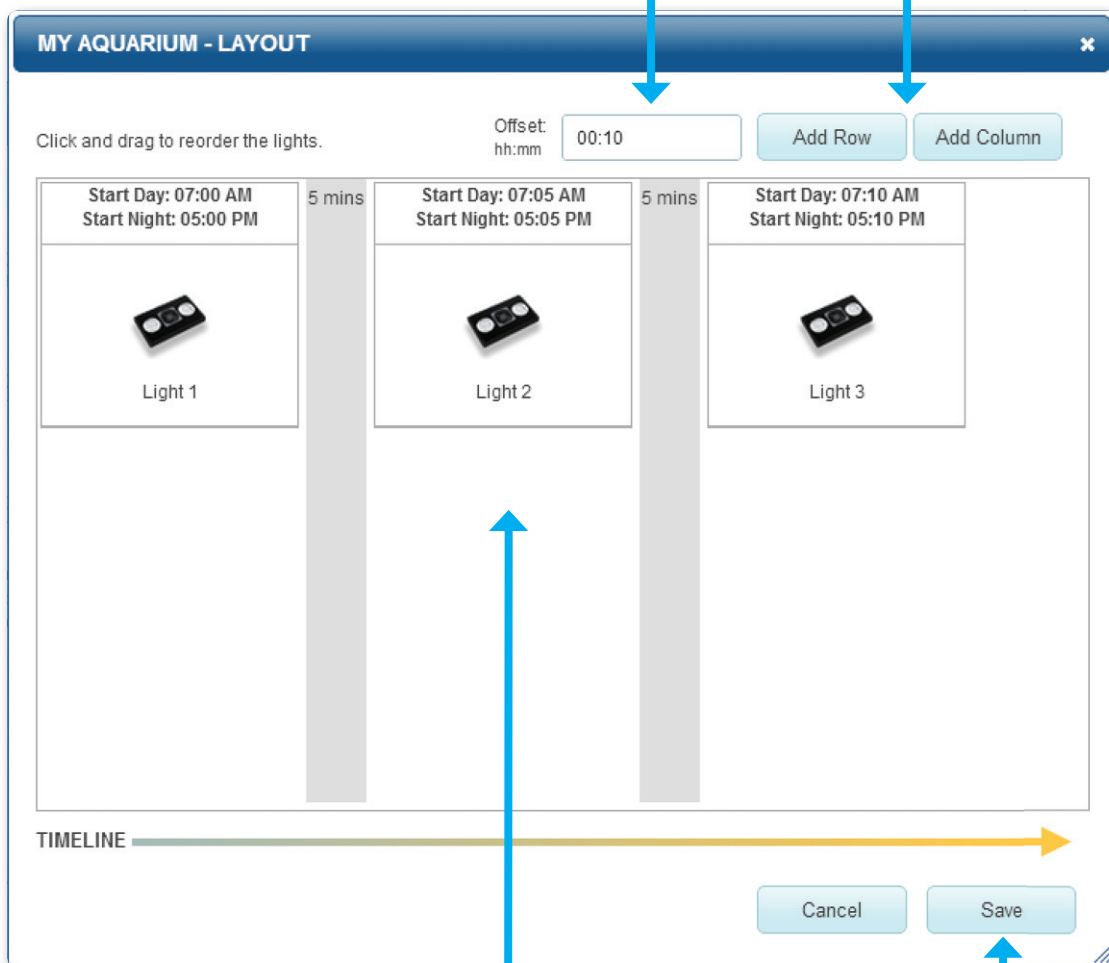 MY AQUARIUM - LAYOUT
Click and drag to reorder the lights.
Offset:
hh:mm
00:10
Add Row
Add Column
Start Day: 07:00 AM
Start Night: 05:00 PM
5 mins
Start Day: 07:05 AM
Start Night: 05:05 PM
5 mins
Start Day: 07:10 AM
Start Night: 05:10 PM
Light 1
Light 2
Light 3
TIMELINE
Cancel
Save